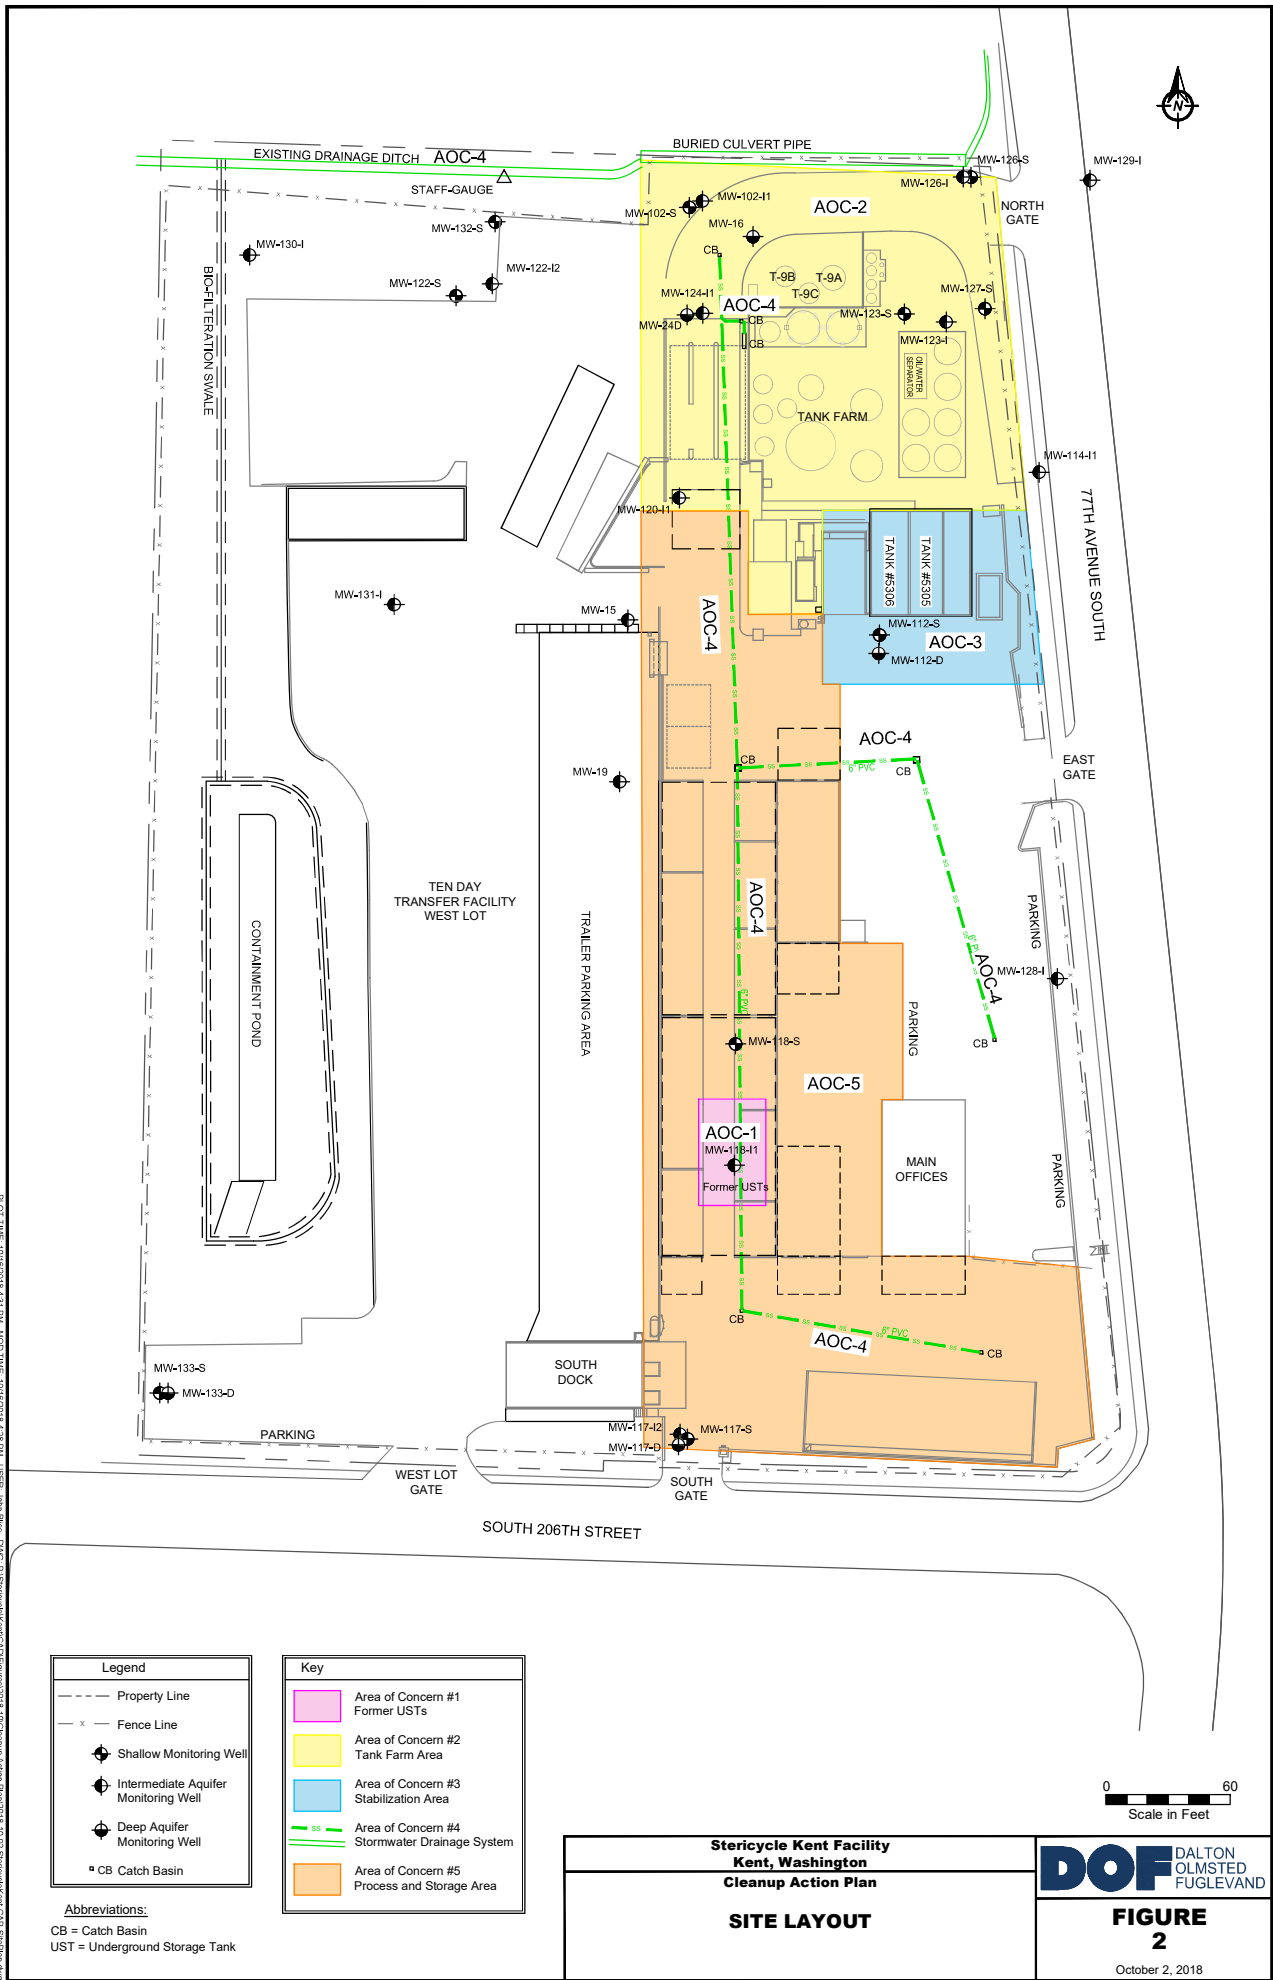 EXISTING DRAINAGE DITCH
AOC-4
BURIED CULVERT PIPE
STAFF-GAUGE
MW-126-S
MW-126-I
MW-129-I
N
NORTH
GATE
MW-102-I1
MW-102-S
AOC-2
MW-16
CB
MW-132-S
MW-130-I
MW-122-I2
MW-122-S
BIO-FILTERATION SWALE
T-9B
T-9A
T-9C
MW-124-I1
AOC-4
MW-24D
CB
CB
MW-123-S
MW-127-S
MW-123-I
OIL/WATER
SEPARATOR
TANK FARM
MW-114-I1
77TH AVENUE SOUTH
MW-120-I1
TANK #5306
TANK #5305
MW-131-I
MW-15
AOC-4
MW-112-S
AOC-3
MW-112-D
AOC-4
CB
6" PVC
CB
EAST
GATE
MW-19
TEN DAY
TRANSFER FACILITY
WEST LOT
CONTAINMENT POND
TRAILER PARKING AREA
AOC-4
6" PVC
PARKING
AOC-4
MW-128-I
PARKING
CB
MW-118-S
AOC-5
AOC-1
MW-118-I1
Former USTs
MAIN
OFFICES
PARKING
CB
6" PVC
AOC-4
CB
SOUTH
DOCK
MW-133-S
MW-133-D
PARKING
MW-117-I2
MW-117-S
MW-117-D
WEST LOT
GATE
SOUTH
GATE
SOUTH 206TH STREET
Legend
Property Line
x Fence Line
Shallow Monitoring Well
Intermediate Aquifer
Monitoring Well
Deep Aquifer
Monitoring Well
CB Catch Basin
Abbreviations:
CB = Catch Basin
UST = Underground Storage Tank
Key
Area of Concern #1
Former USTs
Area of Concern #2
Tank Farm Area
Area of Concern #3
Stabilization Area
SS Area of Concern #4
Stormwater Drainage System
Area of Concern #5
Process and Storage Area
0 60
Scale in Feet
Stericycle Kent Facility
Kent, Washington
Cleanup Action Plan
SITE LAYOUT
DOF
DALTON
OLMSTED
FUGLEVAND
FIGURE
2
October 2, 2018